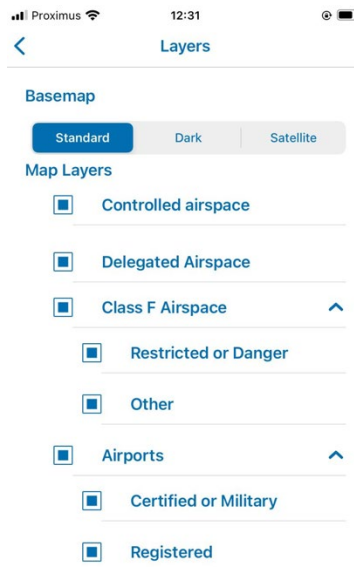 Proximus 12:31
Layers
Basemap
Standard Dark Satellite
Map Layers
Controlled airspace
Delegated Airspace
Class F Airspace
Restricted or Danger
Other
Airports
Certified or Military
Registered